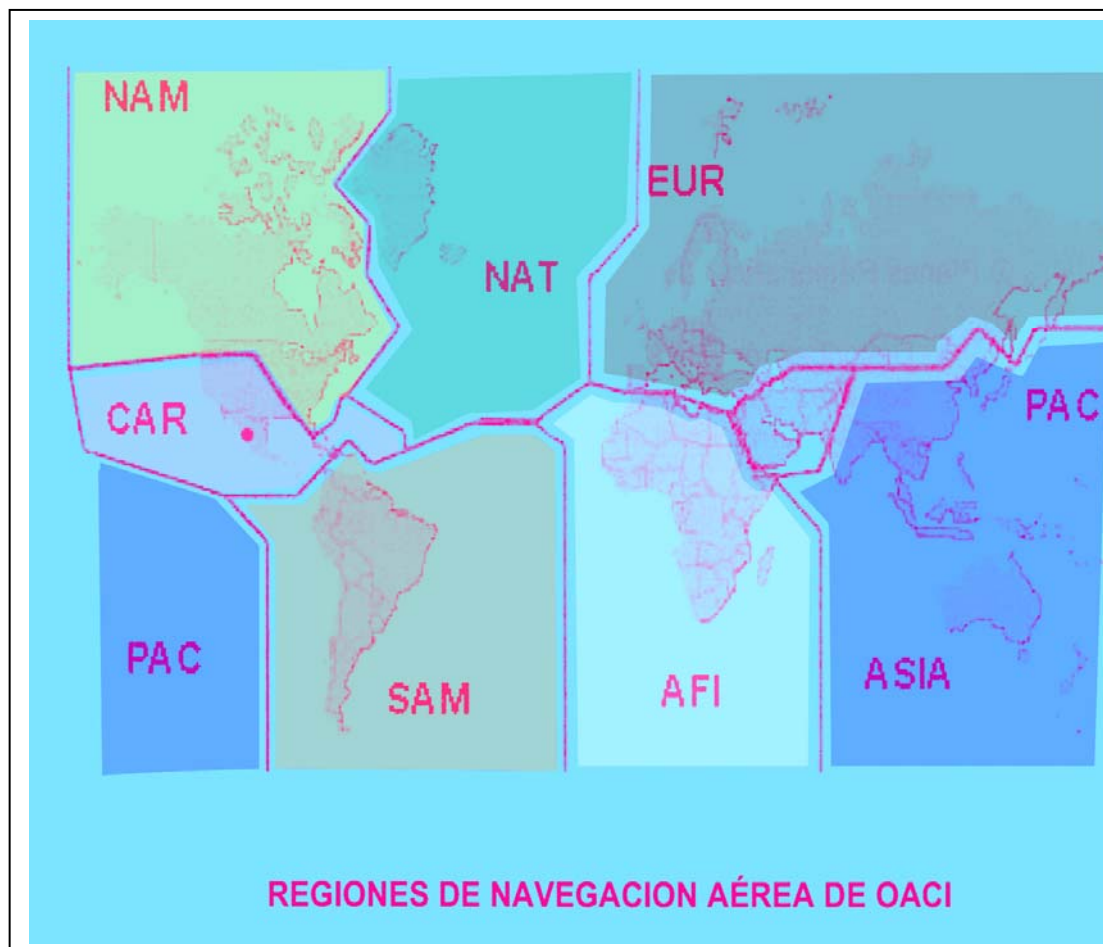 NAM
EUR
NAT
CAR
PAC
PAC
ASIA
AFI
SAM
REGIONES DE NAVEGACION AÉREA DE OACI